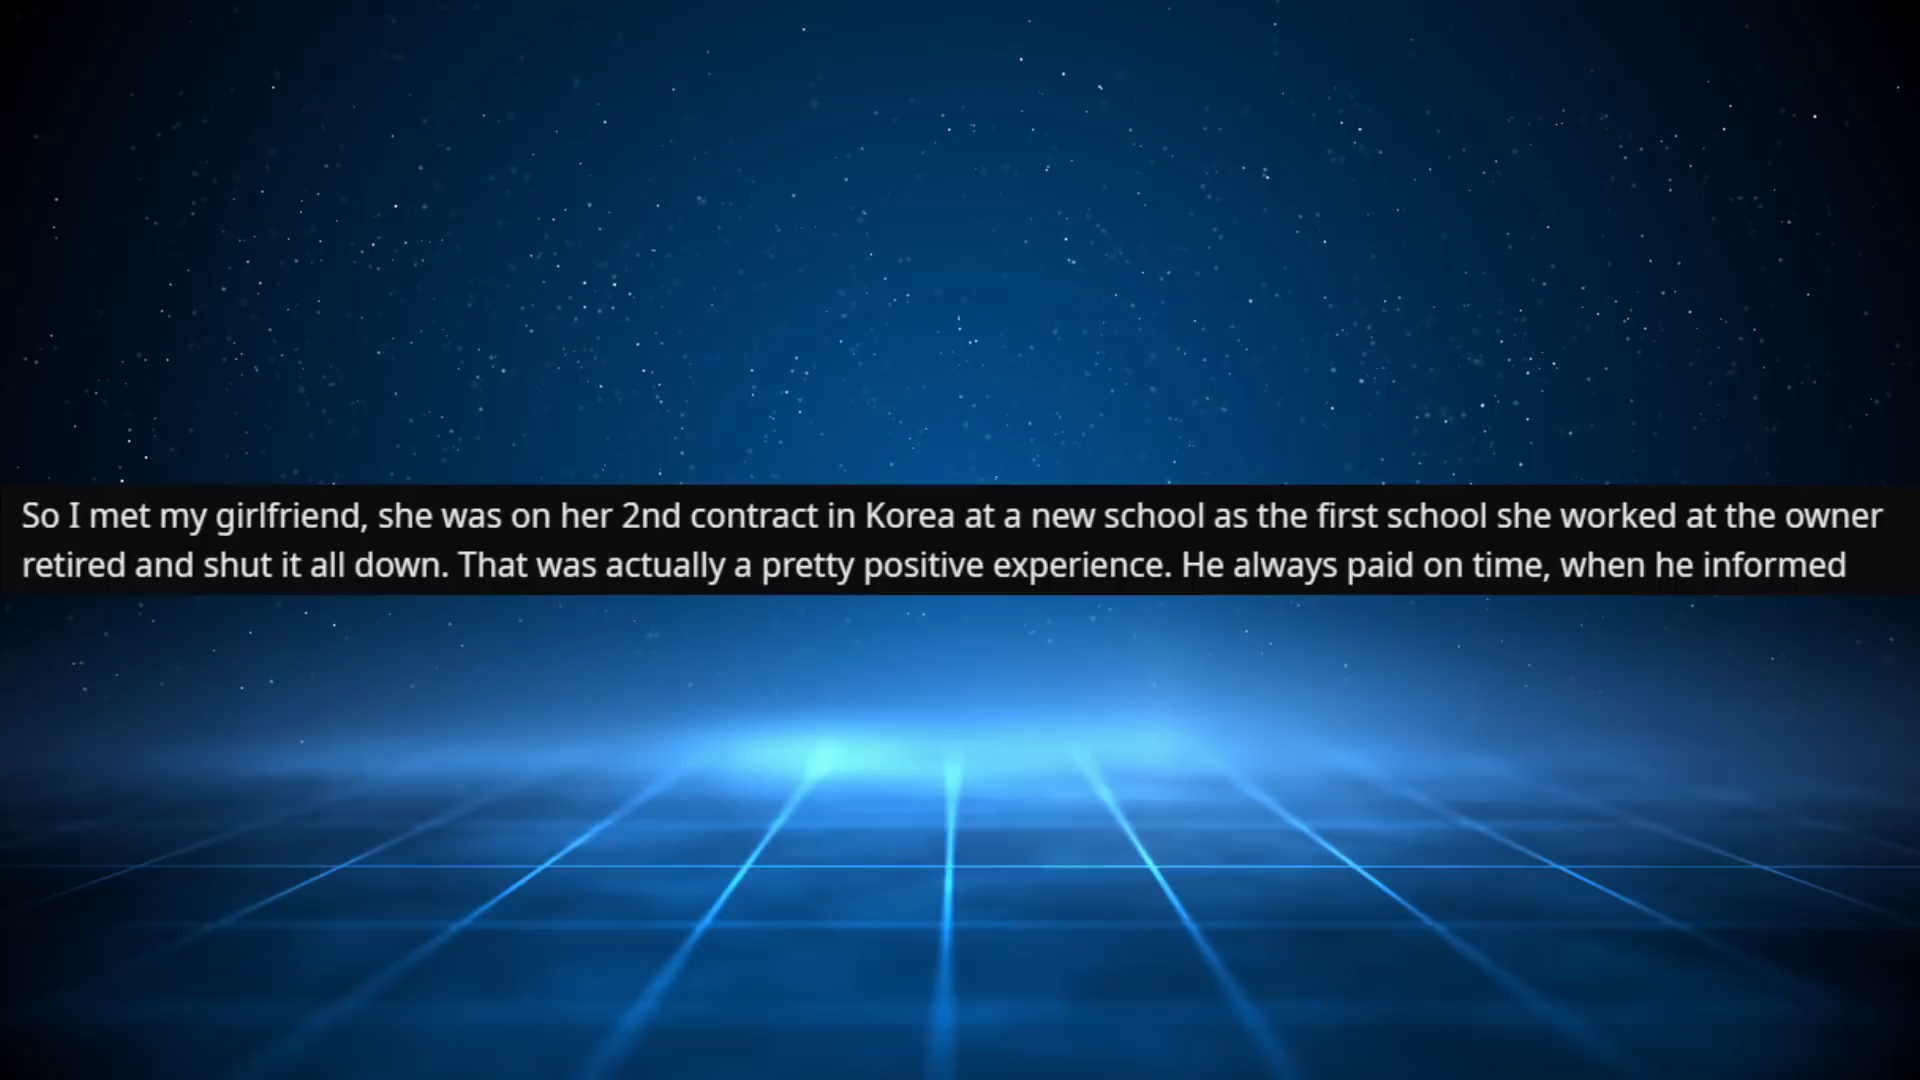 So I met my girlfriend, she was on her 2nd contract in Korea at a new school as the first school she worked at the owner
retired and shut it all down. That was actually a pretty positive experience. He always paid on time, when he informed